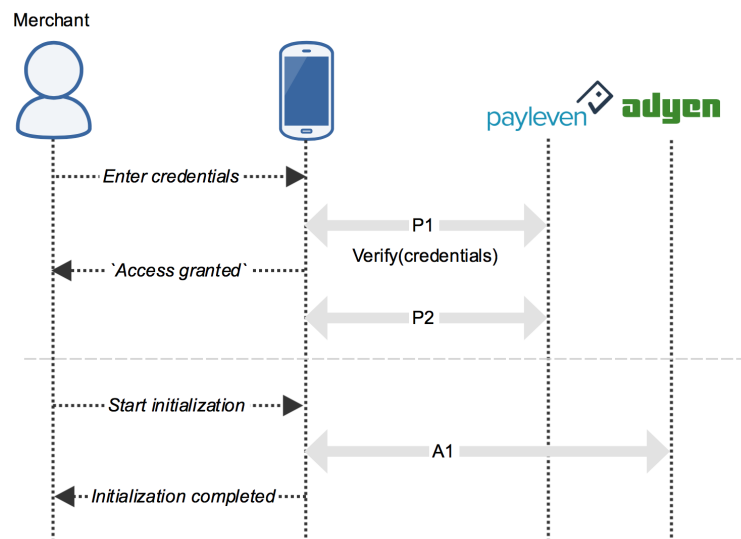 Merchant
payleven adyen
Enter credentials
P1
Verify(credentials)
`Access granted`
P2
Start initialization
A1
Initialization completed